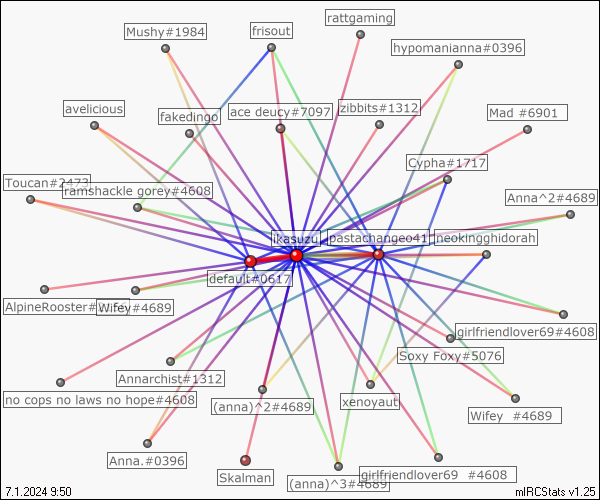 rattgaming
Mushy#1984
frisout
hypomanianna#0396
avelicious
fakedingo
ace deucy#7097
zibbits#1312
Mad #6901
Cypha#1717
Toucan#2473
ramshackle gorey#4608
Anna^2#4689
ikasuzu
pastachangeo41
neokingghidorah
default#0617
AlpineRooster#
Wifey#4689
girlfriendlover69#4608
Soxy Foxy#5076
Annarchist#1312
no cops no laws no hope#4608
(anna)^2#4689
xenoyaut
Wifey #4689
Anna.#0396
Skalman
(anna)^3#4689
girlfriendlover69 #4608
7.1.2024 9:50
mIRCStats v1.25